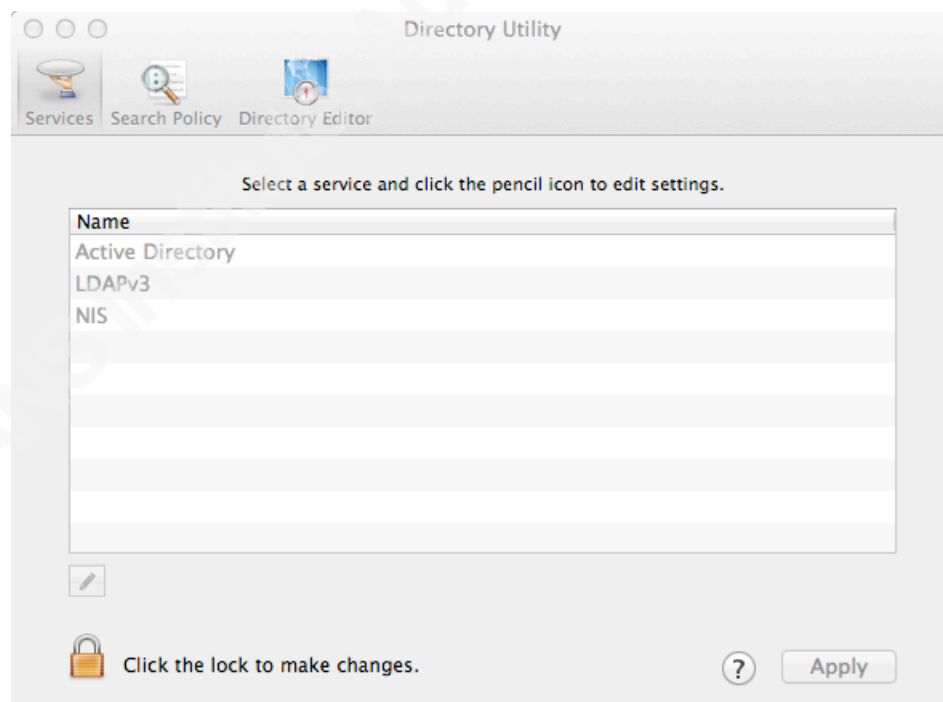 Directory Utility
Services Search Policy Directory Editor
Select a service and click the pencil icon to edit settings.
Name
Active Directory
LDAPv3
NIS
Click the lock to make changes.
? Apply